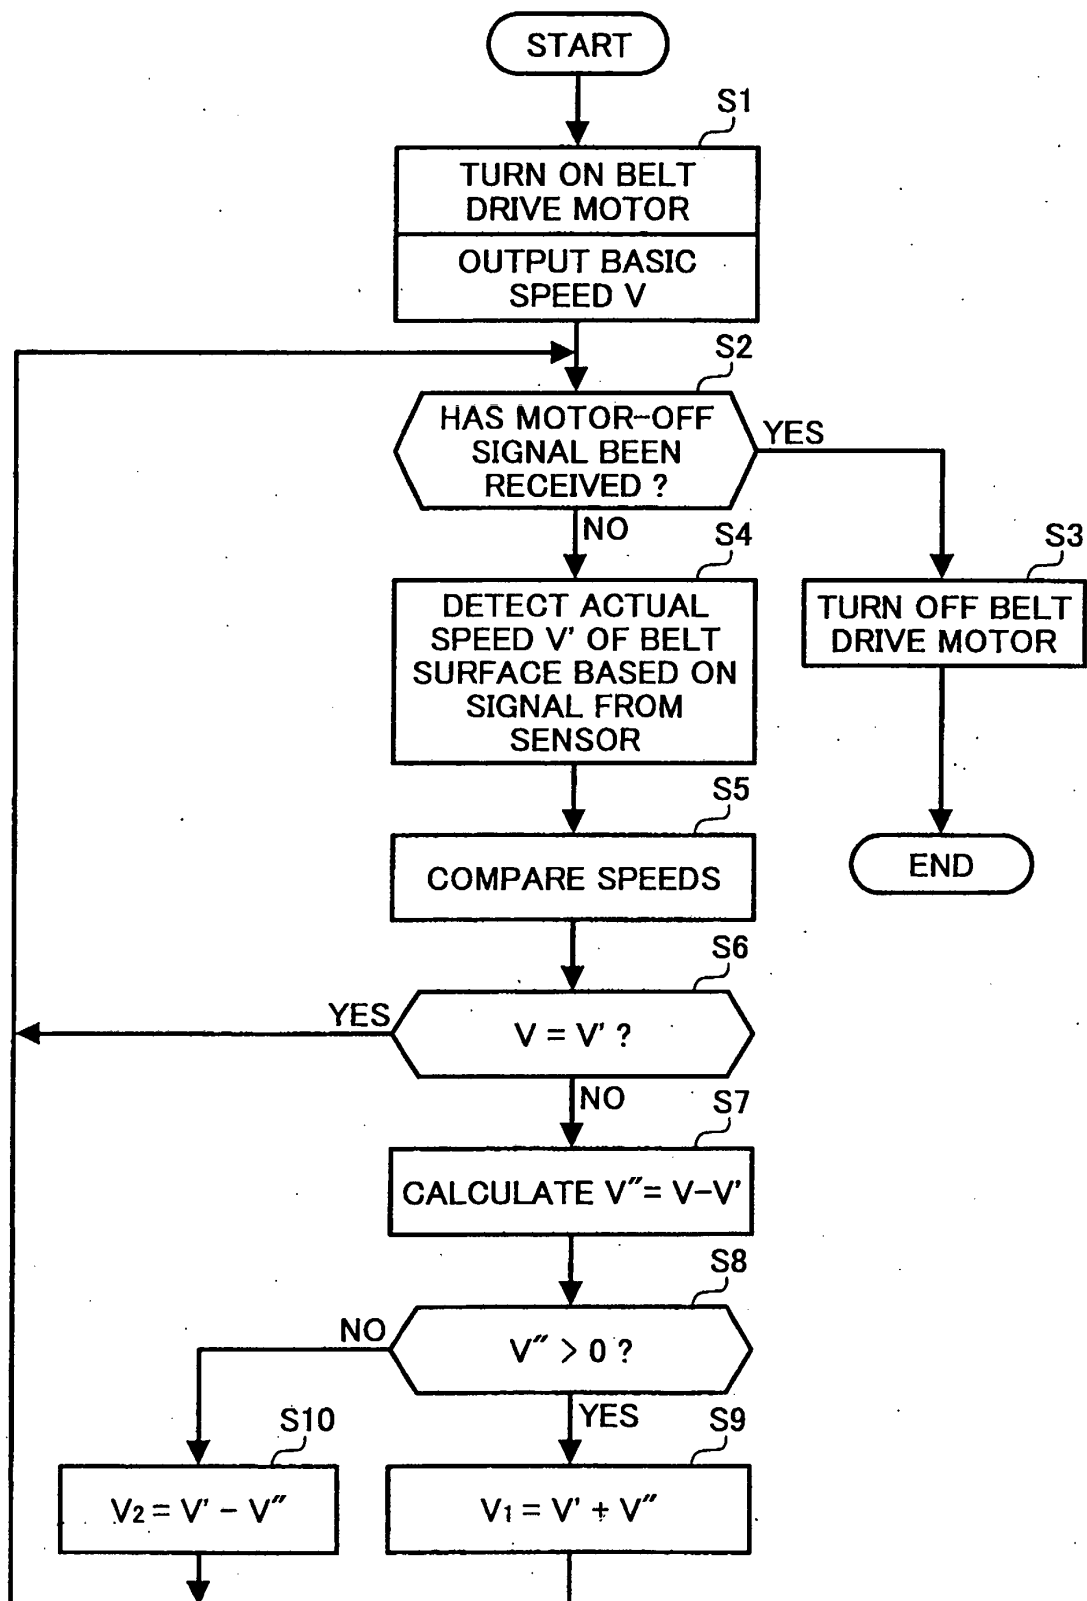 START
S1
TURN ON BELT
DRIVE MOTOR
OUTPUT BASIC
SPEED V
S2
HAS MOTOR-OFF
SIGNAL BEEN
RECEIVED ?
YES
NO
S4
S3
DETECT ACTUAL
SPEED V' OF BELT
SURFACE BASED ON
SIGNAL FROM
SENSOR
TURN OFF BELT
DRIVE MOTOR
S5
COMPARE SPEEDS
END
S6
YES
V = V' ?
NO
S7
CALCULATE V″= V-V'
S8
NO
V″ > 0 ?
YES
S10
S9
V2 = V' - V″
V1 = V' + V″